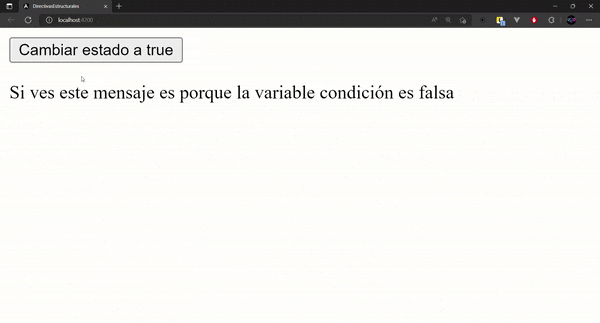 DirectivasEstructurales
localhost:4200
Cambiar estado a true
Si ves este mensaje es porque la variable condición es falsa